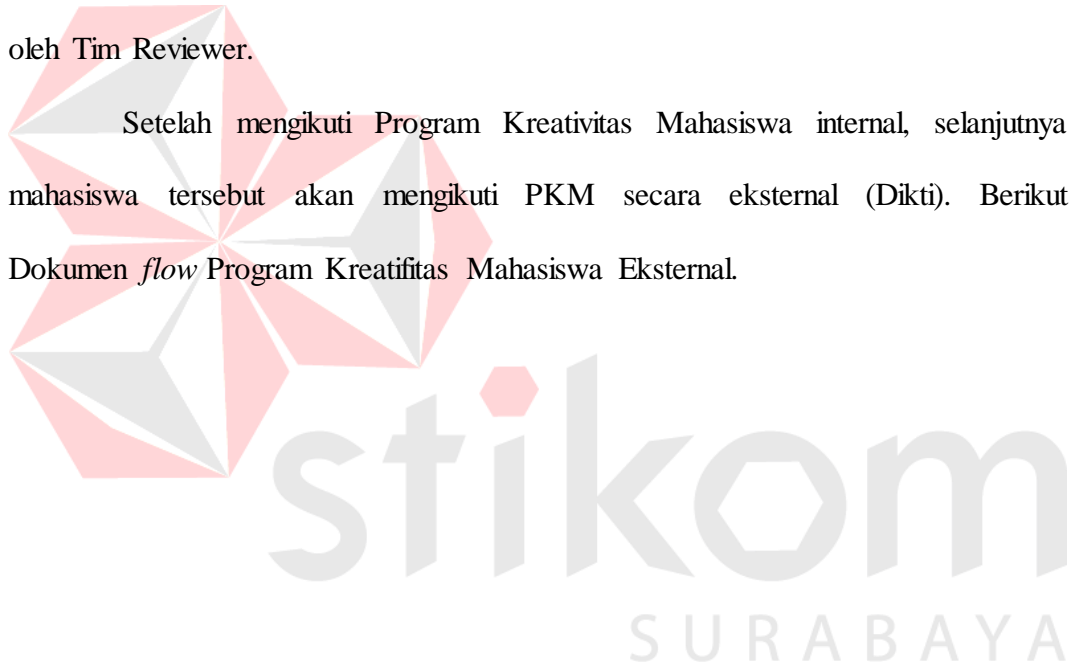 oleh Tim Reviewer.
Setelah mengikuti Program Kreativitas Mahasiswa internal, selanjutnya
mahasiswa tersebut akan mengikuti PKM secara eksternal (Dikti). Berikut
Dokumen flow Program Kreatifitas Mahasiswa Eksternal.
stikom
SURABAYA